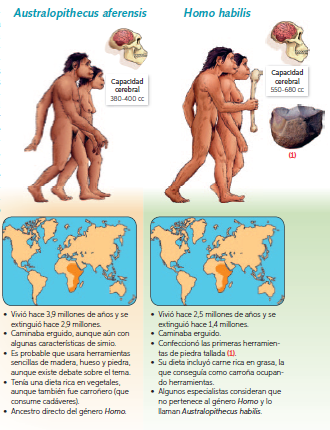 Australopithecus aferensis
Capacidad
cerebral
380-400 cc
• Vivió hace 3,9 millones de años y se
extinguió hace 2,9 millones.
• Caminaba erguido, aunque aún con
algunas características de simio.
• Es probable que usara herramientas
sencillas de madera, hueso y piedra,
aunque existe debate sobre el tema.
• Tenía una dieta rica en vegetales,
aunque también fue carroñero (que
consume cadáveres).
• Ancestro directo del género Homo.
Homo habilis
Capacidad
cerebral
550-680 cc
(1)
• Vivió hace 2,5 millones de años y se
extinguió hace 1,4 millones.
• Caminaba erguido.
• Confeccionó las primeras herramien-
tas de piedra tallada (1).
• Su dieta incluyó carne rica en grasa, la
que conseguía como carroña ocupan-
do herramientas.
• Algunos especialistas consideran que
no pertenece al género Homo y lo
llaman Australopithecus habilis.